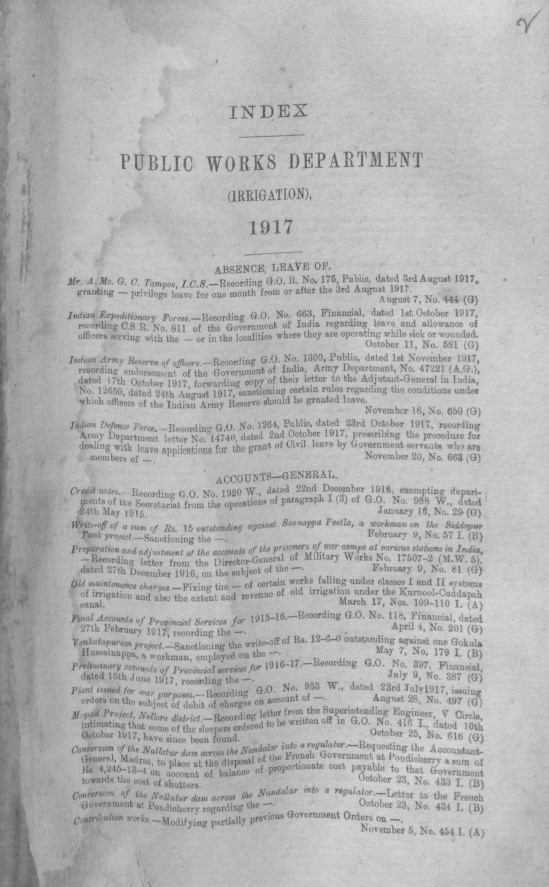 INDEX
PUBLIC WORKS DEPARTMENT
(IRRIGATION),
1917
ABSENCE, LEAVE OF.
Mr. A. Mc. G. C. Tampoe, I.C.S.—Recording G.O. R. No. 175, Public, dated 3rd August 1917,
granting — privilege leave for one month from or after the 3rd August 1917.
August 7, No. 444 (G)
Indian Expeditionary Forces.—Recording G.O. No. 663, Financial, dated 1st October 1917,
recording C.S.R. No. 811 of the Government of India regarding leave and allowance of
officers serving with the — or in the localities where they are operating while sick or wounded.
October 11, No. 581 (G)
Indian Army Reserve of officers.—Recording G.O. No. 1300, Public, dated 1st November 1917,
recording endorsement of the Government of India, Army Department, No. 47221 (A.G.),
dated 17th October 1917, forwarding copy of their letter to the Adjutant-General in India,
No. 12650, dated 24th August 1917, sanctioning certain rules regarding the conditions under
which officers of the Indian Army Reserve should be granted leave.
November 16, No. 650 (G)
Indian Defence Force.—Recording G.O. No. 1264, Public, dated 23rd October 1917, recording
Army Department letter No. 14740, dated 2nd October 1917, prescribing the procedure for
dealing with leave applications for the grant of Civil leave by Government servants who are
members of —. November 20, No. 663 (G)
ACCOUNTS—GENERAL.
Credit notes.—Recording G.O. No. 1920 W., dated 22nd December 1916, exempting depart-
ments of the Secretariat from the operations of paragraph I (3) of G.O. No. 988 W., dated
24th May 1915. January 16, No. 29 (G)
Write-off of a sum of Rs. 15 outstanding against Sennappa Peetla, a workman on the Siddapur
Tank project.—Sanctioning the —. February 9, No. 57 I. (B)
Preparation and adjustment of the accounts of the prisoners of war camps at various stations in India,
—Recording letter from the Director-General of Military Works No. 17507-2 (M.W. 5),
dated 27th December 1916, on the subject of the —. February 9, No. 81 (G)
Old maintenance charges—Fixing the — of certain works falling under classes I and II systems
of irrigation and also the extent and revenue of old irrigation under the Kurnool-Cuddapah
canal. March 17, Nos. 109-110 I. (A)
Final Accounts of Provincial Services for 1915-16.—Recording G.O. No. 118, Financial, dated
27th February 1917, recording the —. April 4, No. 201 (G)
Venkatapuram project.—Sanctioning the write-off of Rs. 12-6-0 outstanding against one Gokula
Hussainappa, a workman, employed on the —. May 7, No. 179 I. (B)
Preliminary accounts of Provincial services for 1916-17.—Recording G.O. No. 397, Financial,
dated 15th June 1917, recording the —. July 9, No. 387 (G)
Plant issued for war purposes.—Recording G.O. No. 953 W., dated 23rd July 1917, issuing
orders on the subject of debit of charges on account of —. August 28, No. 497 (G)
Mopad Project, Nellore district.—Recording letter from the Superintending Engineer, V Circle,
intimating that some of the sleepers ordered to be written off in G.O. No. 416 I., dated 10th
October 1917, have since been found. October 25, No. 616 (G)
Conversion of the Nallatur dam across the Nandalar into a regulator.—Requesting the Accountant-
General, Madras, to place at the disposal of the French Government at Pondicherry a sum of
Rs 4,245-13-4 on account of balance of proportionate cost payable to that Government
towards the cost of shutters. October 23, No. 433 I. (B)
Conversion of the Nallatur dam across the Nandalar into a regulator.—Letter to the French
Government at Pondicherry regarding the —. October 23, No. 434 I. (B)
Contribution works.—Modifying partially previous Government Orders on —.
November 5, No. 454 I. (A)